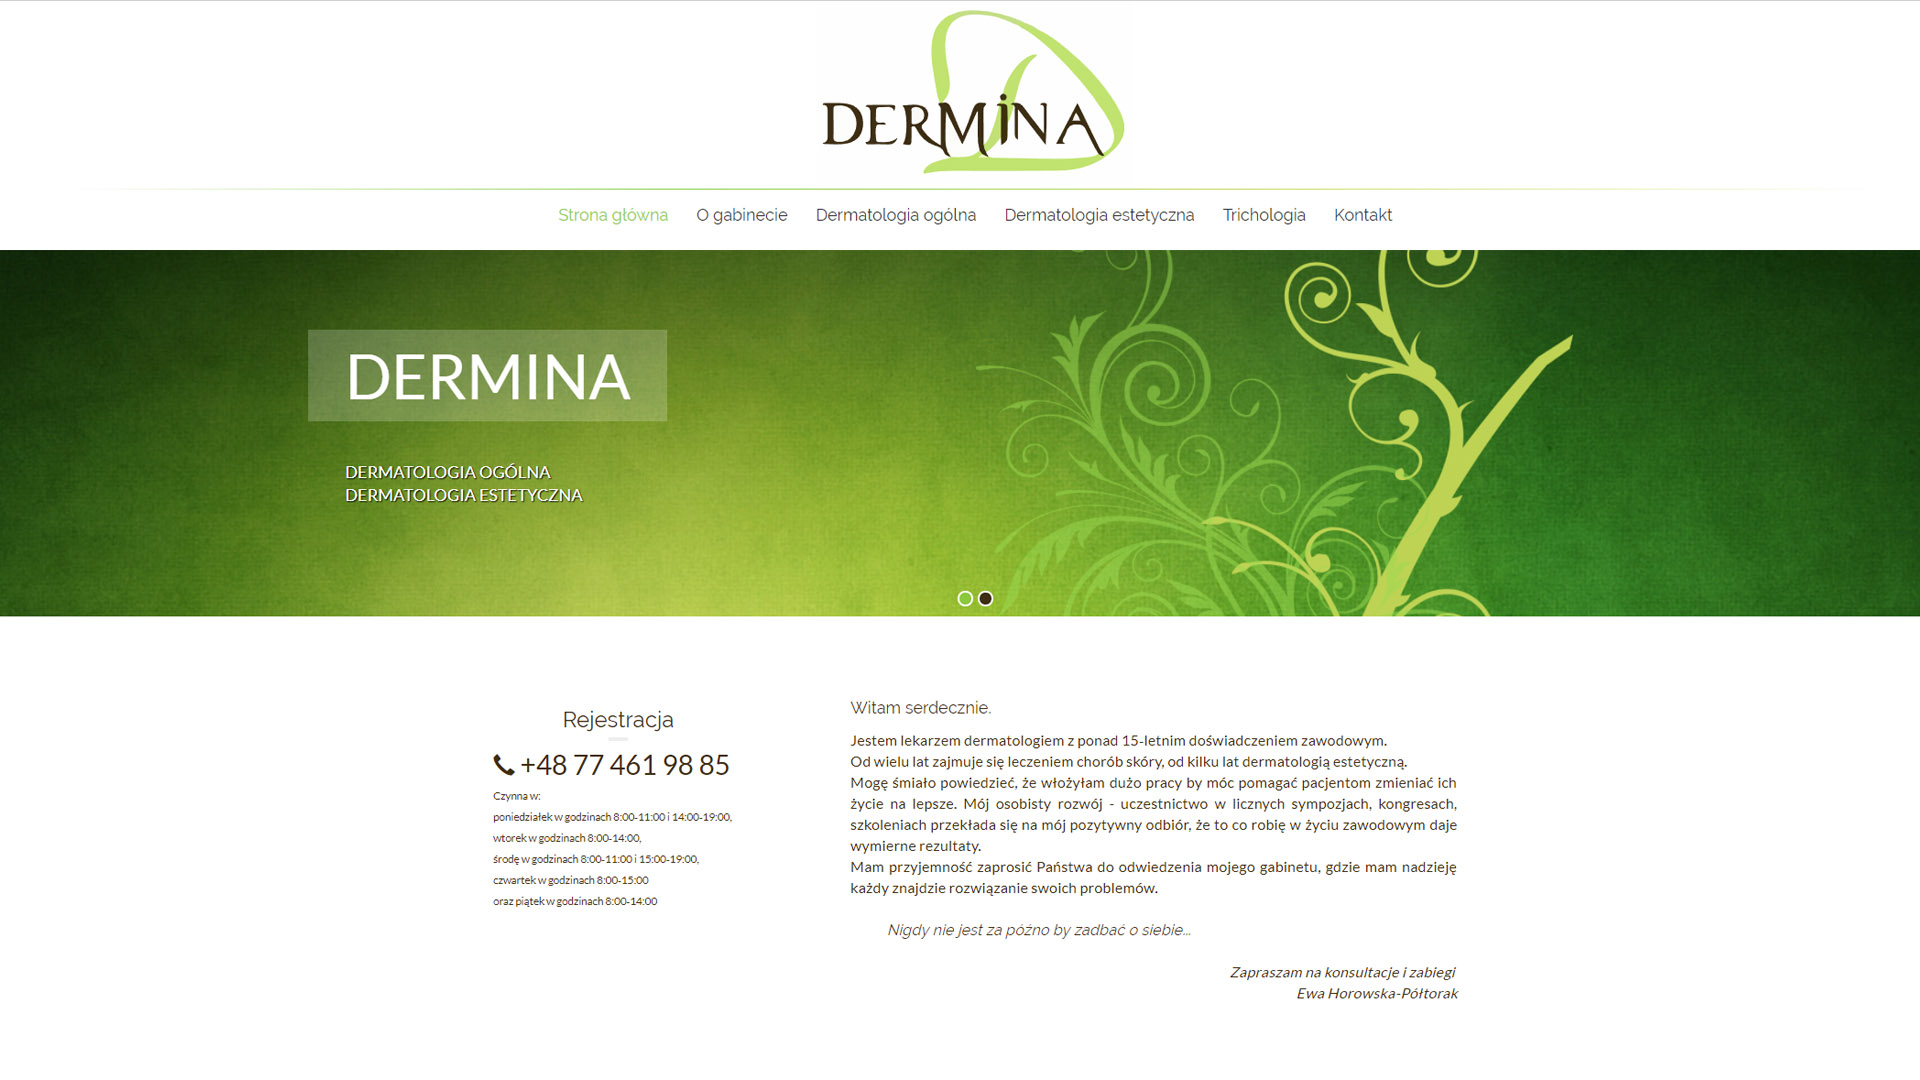 DERMINA
Strona główna
O gabinecie
Dermatologia ogólna
Dermatologia estetyczna
Trichologia
Kontakt
DERMINA
DERMATOLOGIA OGÓLNA
DERMATOLOGIA ESTETYCZNA
Rejestracja
+48 77 461 98 85
Czynna w:
poniedziałek w godzinach 8:00-11:00 i 14:00-19:00,
wtorek w godzinach 8:00-14:00,
środę w godzinach 8:00-11:00 i 15:00-19:00,
czwartek w godzinach 8:00-15:00
oraz piątek w godzinach 8:00-14:00
Witam serdecznie.
Jestem lekarzem dermatologiem z ponad 15-letnim doświadczeniem zawodowym.
Od wielu lat zajmuje się leczeniem chorób skóry, od kilku lat dermatologią estetyczną.
Mogę śmiało powiedzieć, że włożyłam dużo pracy by móc pomagać pacjentom zmieniać ich
życie na lepsze. Mój osobisty rozwój - uczestnictwo w licznych sympozjach, kongresach,
szkoleniach przekłada się na mój pozytywny odbiór, że to co robię w życiu zawodowym daje
wymierne rezultaty.
Mam przyjemność zaprosić Państwa do odwiedzenia mojego gabinetu, gdzie mam nadzieję
każdy znajdzie rozwiązanie swoich problemów.
Nigdy nie jest za późno by zadbać o siebie...
Zapraszam na konsultacje i zabiegi
Ewa Horowska-Półtorak